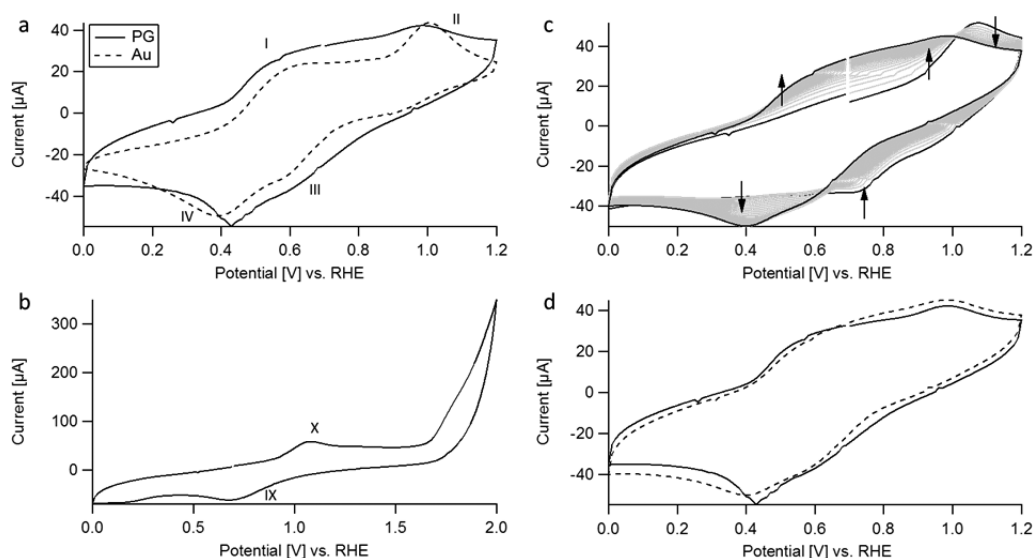 a
PG
Au
I
II
III
IV
40
20
0
-20
-40
Current [µA]
0.0 0.2 0.4 0.6 0.8 1.0 1.2
Potential [V] vs. RHE
c
40
20
0
-20
-40
Current [µA]
0.0 0.2 0.4 0.6 0.8 1.0 1.2
Potential [V] vs. RHE
b
300
200
100
0
Current [µA]
X
IX
0.0 0.5 1.0 1.5 2.0
Potential [V] vs. RHE
d
40
20
0
-20
-40
Current [µA]
0.0 0.2 0.4 0.6 0.8 1.0 1.2
Potential [V] vs. RHE